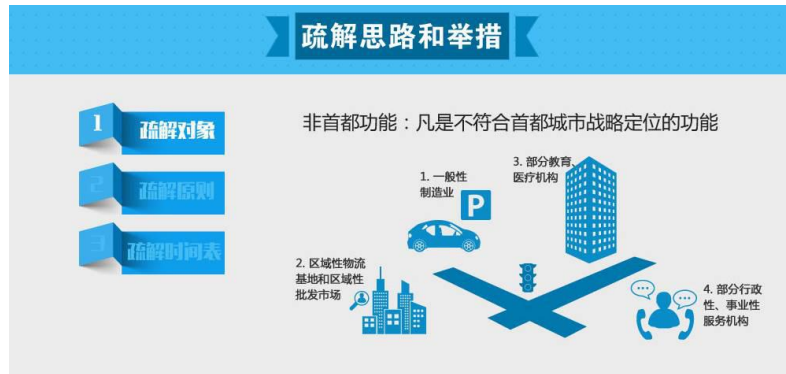 疏解思路和举措
1
疏解对象
2
疏解原则
3
疏解时间表
非首都功能：凡是不符合首都城市战略定位的功能
1. 一般性
制造业
P
3. 部分教育、
医疗机构
2. 区域性物流
基地和区域性
批发市场
4. 部分行政
性、事业性
服务机构